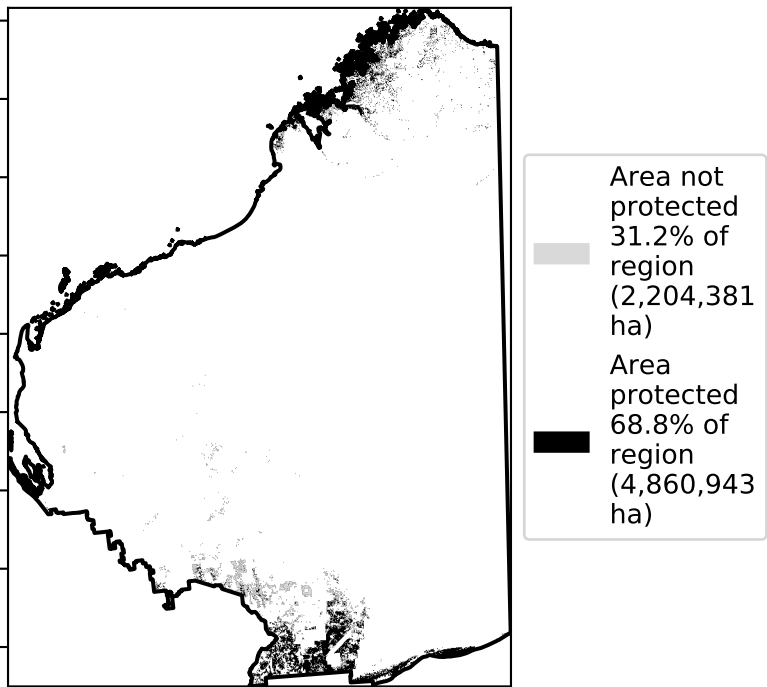 Area not
protected
31.2% of
region
(2,204,381
ha)
Area
protected
68.8% of
region
(4,860,943
ha)